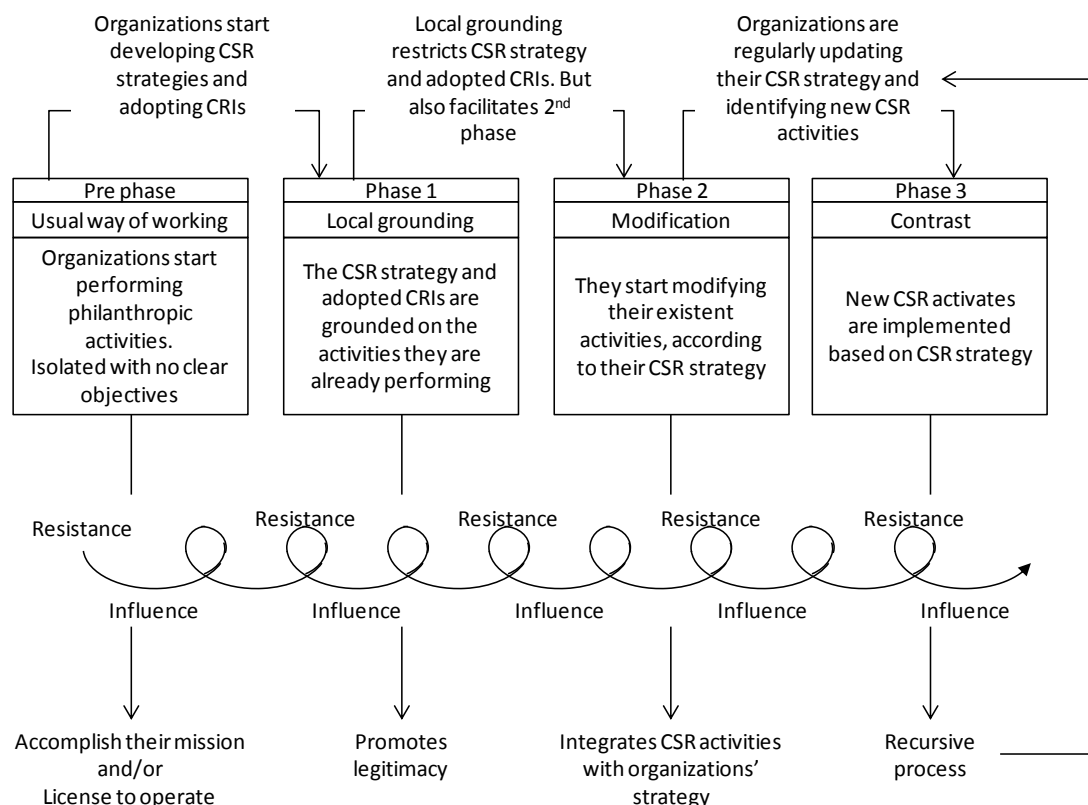 Organizations start
developing CSR
strategies and
adopting CRIs
Local grounding
restricts CSR strategy
and adopted CRIs. But
also facilitates 2nd
phase
Organizations are
regularly updating
their CSR strategy and
identifying new CSR
activities
Pre phase
Usual way of working
Organizations start
performing
philanthropic
activities.
Isolated with no clear
objectives
Phase 1
Local grounding
The CSR strategy and
adopted CRIs are
grounded on the
activities they are
already performing
Phase 2
Modification
They start modifying
their existent
activities, according
to their CSR strategy
Phase 3
Contrast
New CSR activates
are implemented
based on CSR strategy
Resistance
Resistance
Resistance
Resistance
Resistance
Influence
Influence
Influence
Influence
Influence
Accomplish their mission
and/or
License to operate
Promotes
legitimacy
Integrates CSR activities
with organizations'
strategy
Recursive
process